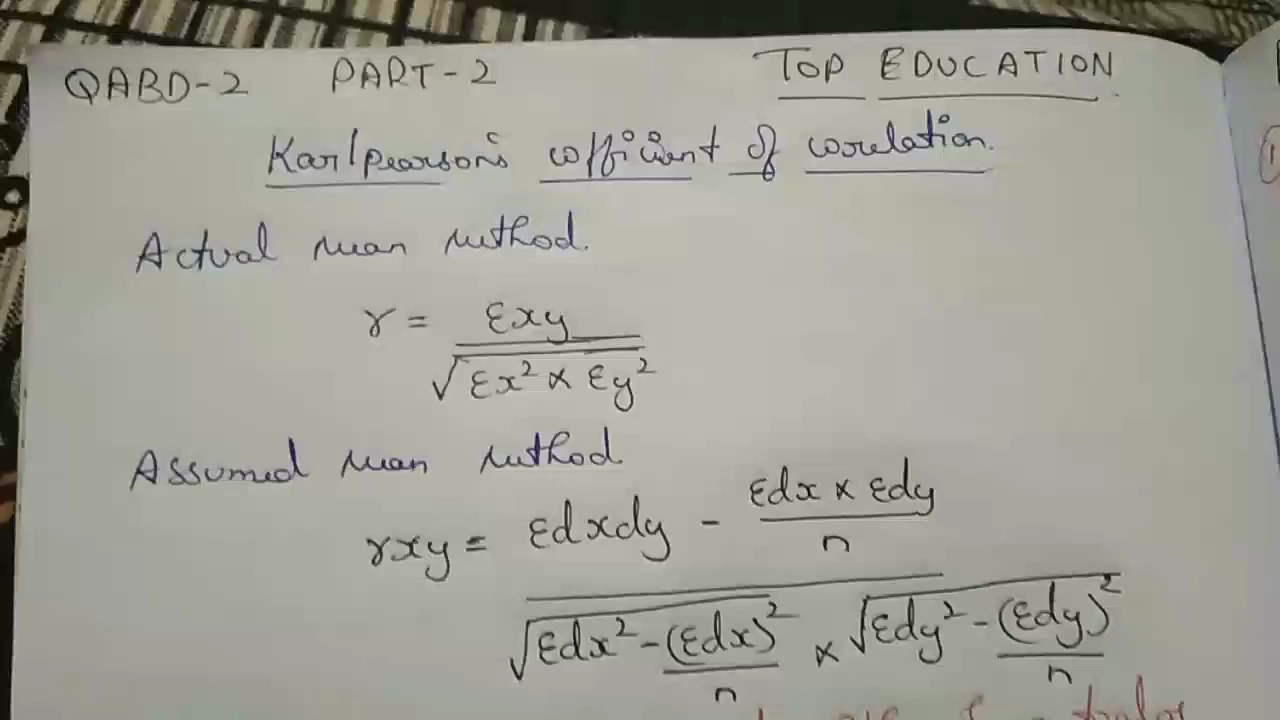 QABD-2 PART-2 TOP EDUCATION
Karlpearson's cofficient of correlation.
Actual mean method.
r = Σxy / √Σx² × Σy²
Assumed mean method
rxy = Σdxdy - Σdx × Σdy / n
√Σdx² - (Σdx)² / n × √Σdy² - (Σdy)² / n